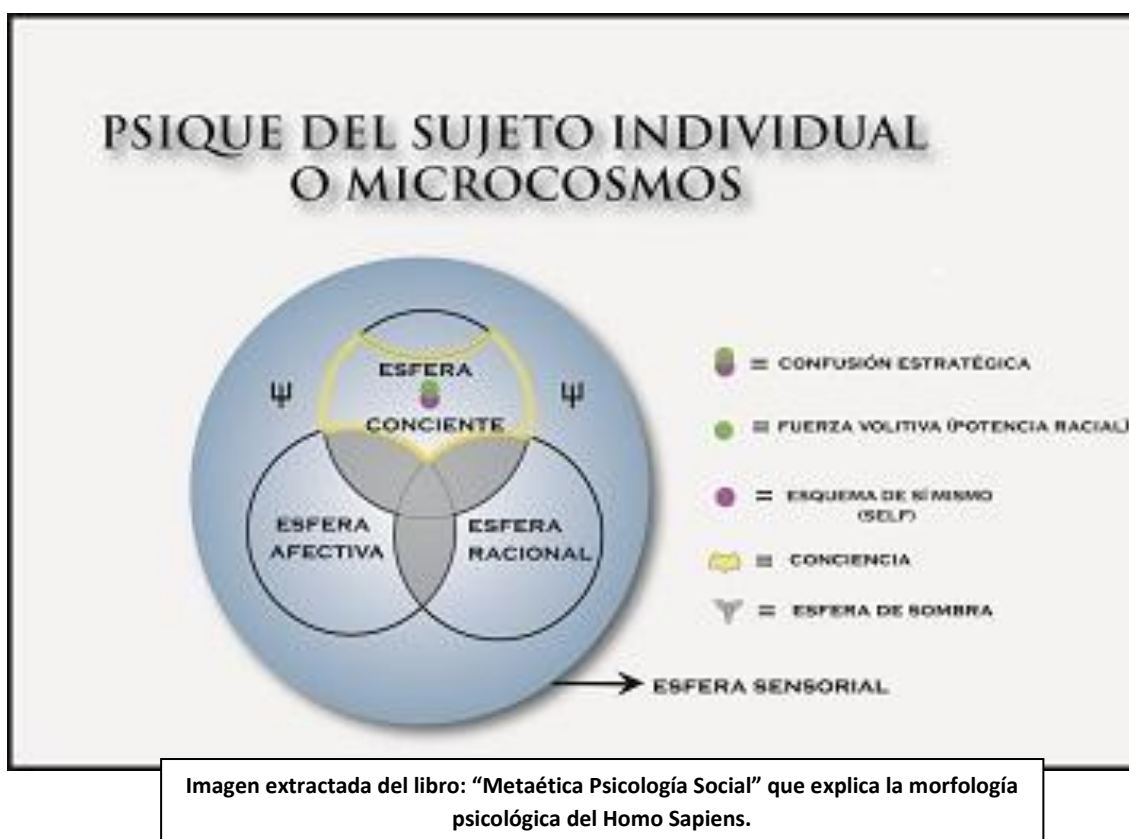 PSIQUE DEL SUJETO INDIVIDUAL
O MICROCOSMOS
ESFERA
CONCIENTE
Ψ
Ψ
ESFERA
AFECTIVA
ESFERA
RACIONAL
= CONFUSIÓN ESTRATÉGICA
= FUERZA VOLITIVA (POTENCIA RACIAL)
= ESQUEMA DE SÍ MISMO
(SELF)
= CONCIENCIA
= ESFERA DE SOMBRA
ESFERA SENSORIAL
Imagen extractada del libro: “Metaética Psicología Social” que explica la morfología
psicológica del Homo Sapiens.